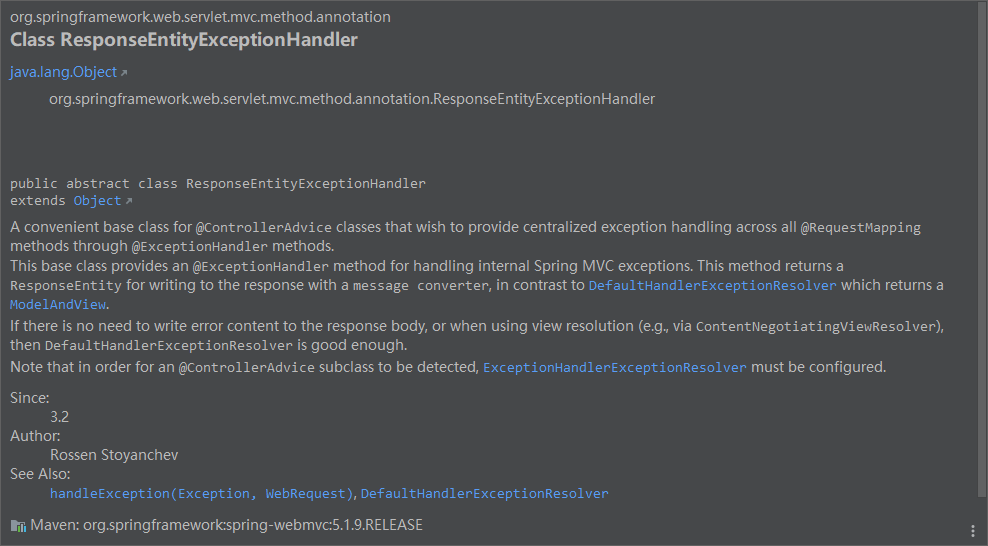 org.springframework.web.servlet.mvc.method.annotation
Class ResponseEntityExceptionHandler
java.lang.Object
org.springframework.web.servlet.mvc.method.annotation.ResponseEntityExceptionHandler
public abstract class ResponseEntityExceptionHandler
extends Object
A convenient base class for @ControllerAdvice classes that wish to provide centralized exception handling across all @RequestMapping
methods through @ExceptionHandler methods.
This base class provides an @ExceptionHandler method for handling internal Spring MVC exceptions. This method returns a
ResponseEntity for writing to the response with a message converter, in contrast to DefaultHandlerExceptionResolver which returns a
ModelAndView.
If there is no need to write error content to the response body, or when using view resolution (e.g., via ContentNegotiatingViewResolver),
then DefaultHandlerExceptionResolver is good enough.
Note that in order for an @ControllerAdvice subclass to be detected, ExceptionHandlerExceptionResolver must be configured.
Since:
3.2
Author:
Rossen Stoyanchev
See Also:
handleException(Exception, WebRequest), DefaultHandlerExceptionResolver
Maven: org.springframework:spring-webmvc:5.1.9.RELEASE